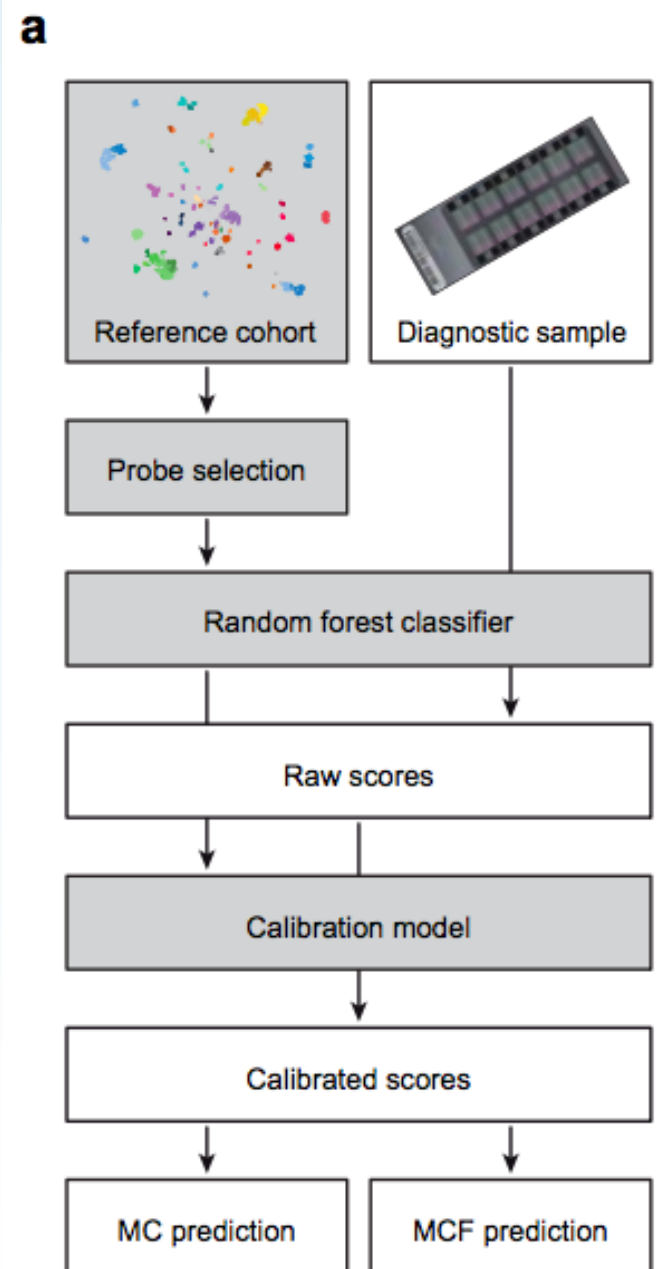 a
Reference cohort
Diagnostic sample
Probe selection
Random forest classifier
Raw scores
Calibration model
Calibrated scores
MC prediction
MCF prediction